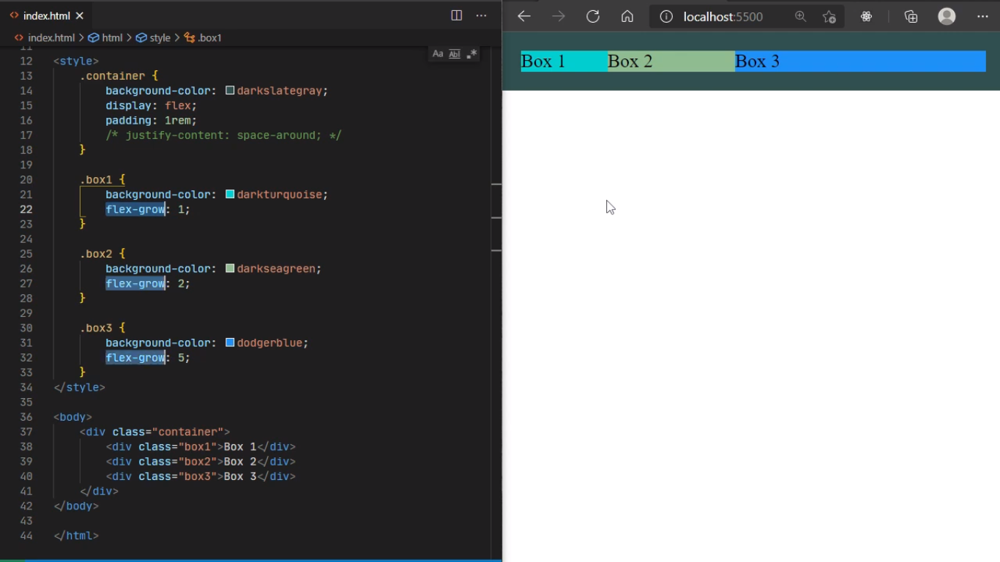 index.html
index.html > html > style > .box1
Aa Abl .*
11
12 <style>
13 .container {
14 background-color: darkslategray;
15 display: flex;
16 padding: 1rem;
17 /* justify-content: space-around; */
18 }
19
20 .box1 {
21 background-color: darkturquoise;
22 flex-grow: 1;
23 }
24
25 .box2 {
26 background-color: darkseagreen;
27 flex-grow: 2;
28 }
29
30 .box3 {
31 background-color: dodgerblue;
32 flex-grow: 5;
33 }
34 </style>
35
36 <body>
37 <div class="container">
38 <div class="box1">Box 1</div>
39 <div class="box2">Box 2</div>
40 <div class="box3">Box 3</div>
41 </div>
42 </body>
43
44 </html>
localhost:5500
Box 1 Box 2 Box 3